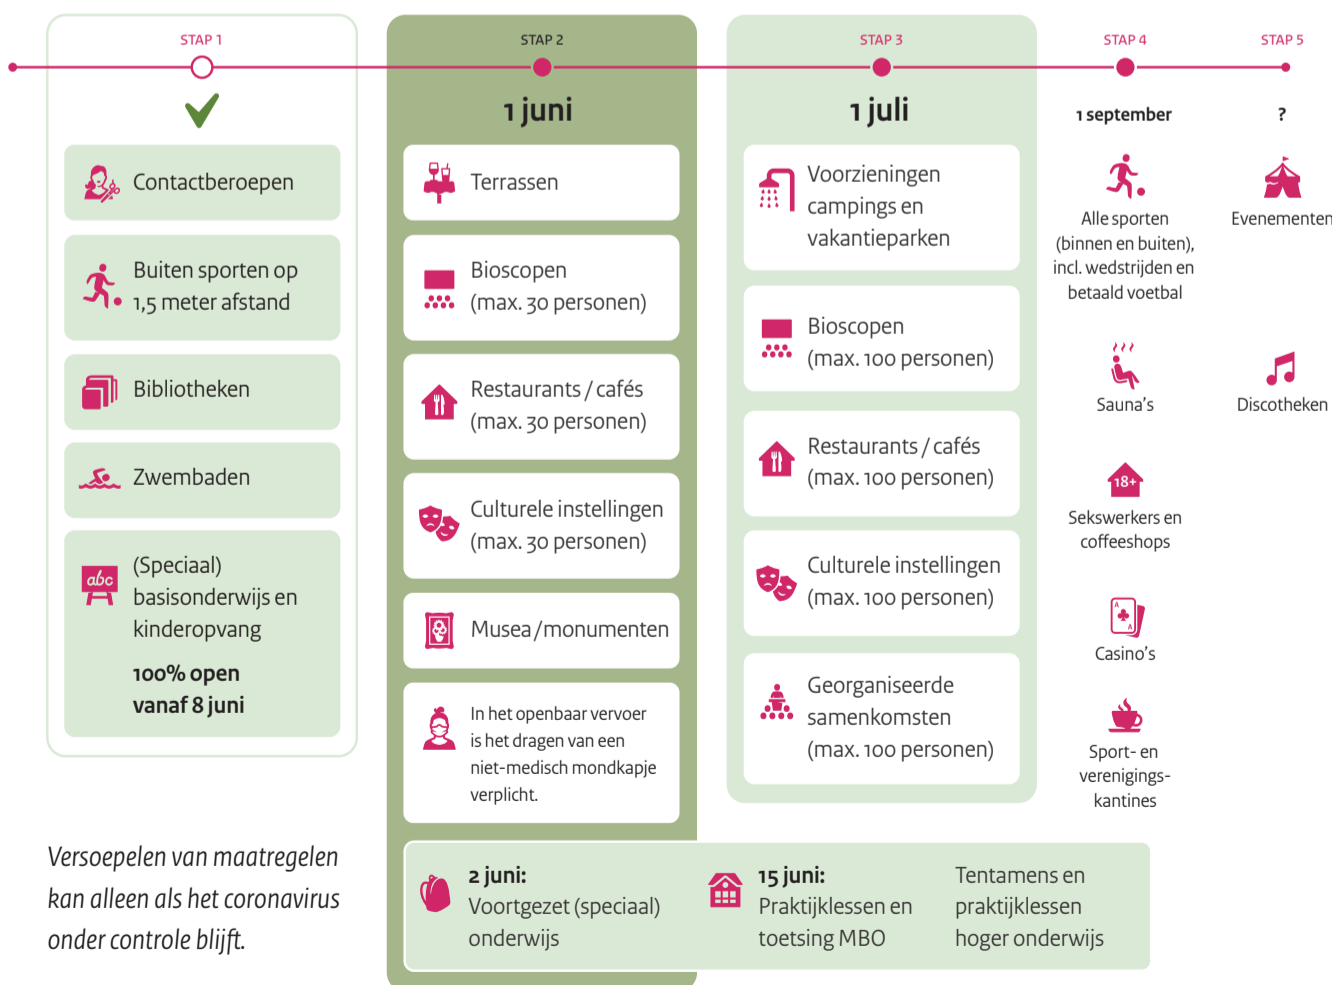 STAP 1
Contactberoepen
Buiten sporten op
1,5 meter afstand
Bibliotheken
Zwembaden
abc
(Speciaal)
basisonderwijs en
kinderopvang
100% open
vanaf 8 juni
STAP 2
1 juni
Terrassen
Bioscopen
(max. 30 personen)
Restaurants / cafés
(max. 30 personen)
Culturele instellingen
(max. 30 personen)
Musea/monumenten
In het openbaar vervoer
is het dragen van een
niet-medisch mondkapje
verplicht.
STAP 3
1 juli
Voorzieningen
campings en
vakantieparken
Bioscopen
(max. 100 personen)
Restaurants / cafés
(max. 100 personen)
Culturele instellingen
(max. 100 personen)
Georganiseerde
samenkomsten
(max. 100 personen)
STAP 4
1 september
Alle sporten
(binnen en buiten),
incl. wedstrijden en
betaald voetbal
Sauna's
18+
Sekswerkers en
coffeeshops
A
A
Casino's
Sport- en
verenigings-
kantines
STAP 5
?
Evenementen
Discotheken
2 juni:
Voortgezet (speciaal)
onderwijs
15 juni:
Praktijklessen en
toetsing MBO
Tentamens en
praktijklessen
hoger onderwijs
Versoepelen van maatregelen
kan alleen als het coronavirus
onder controle blijft.